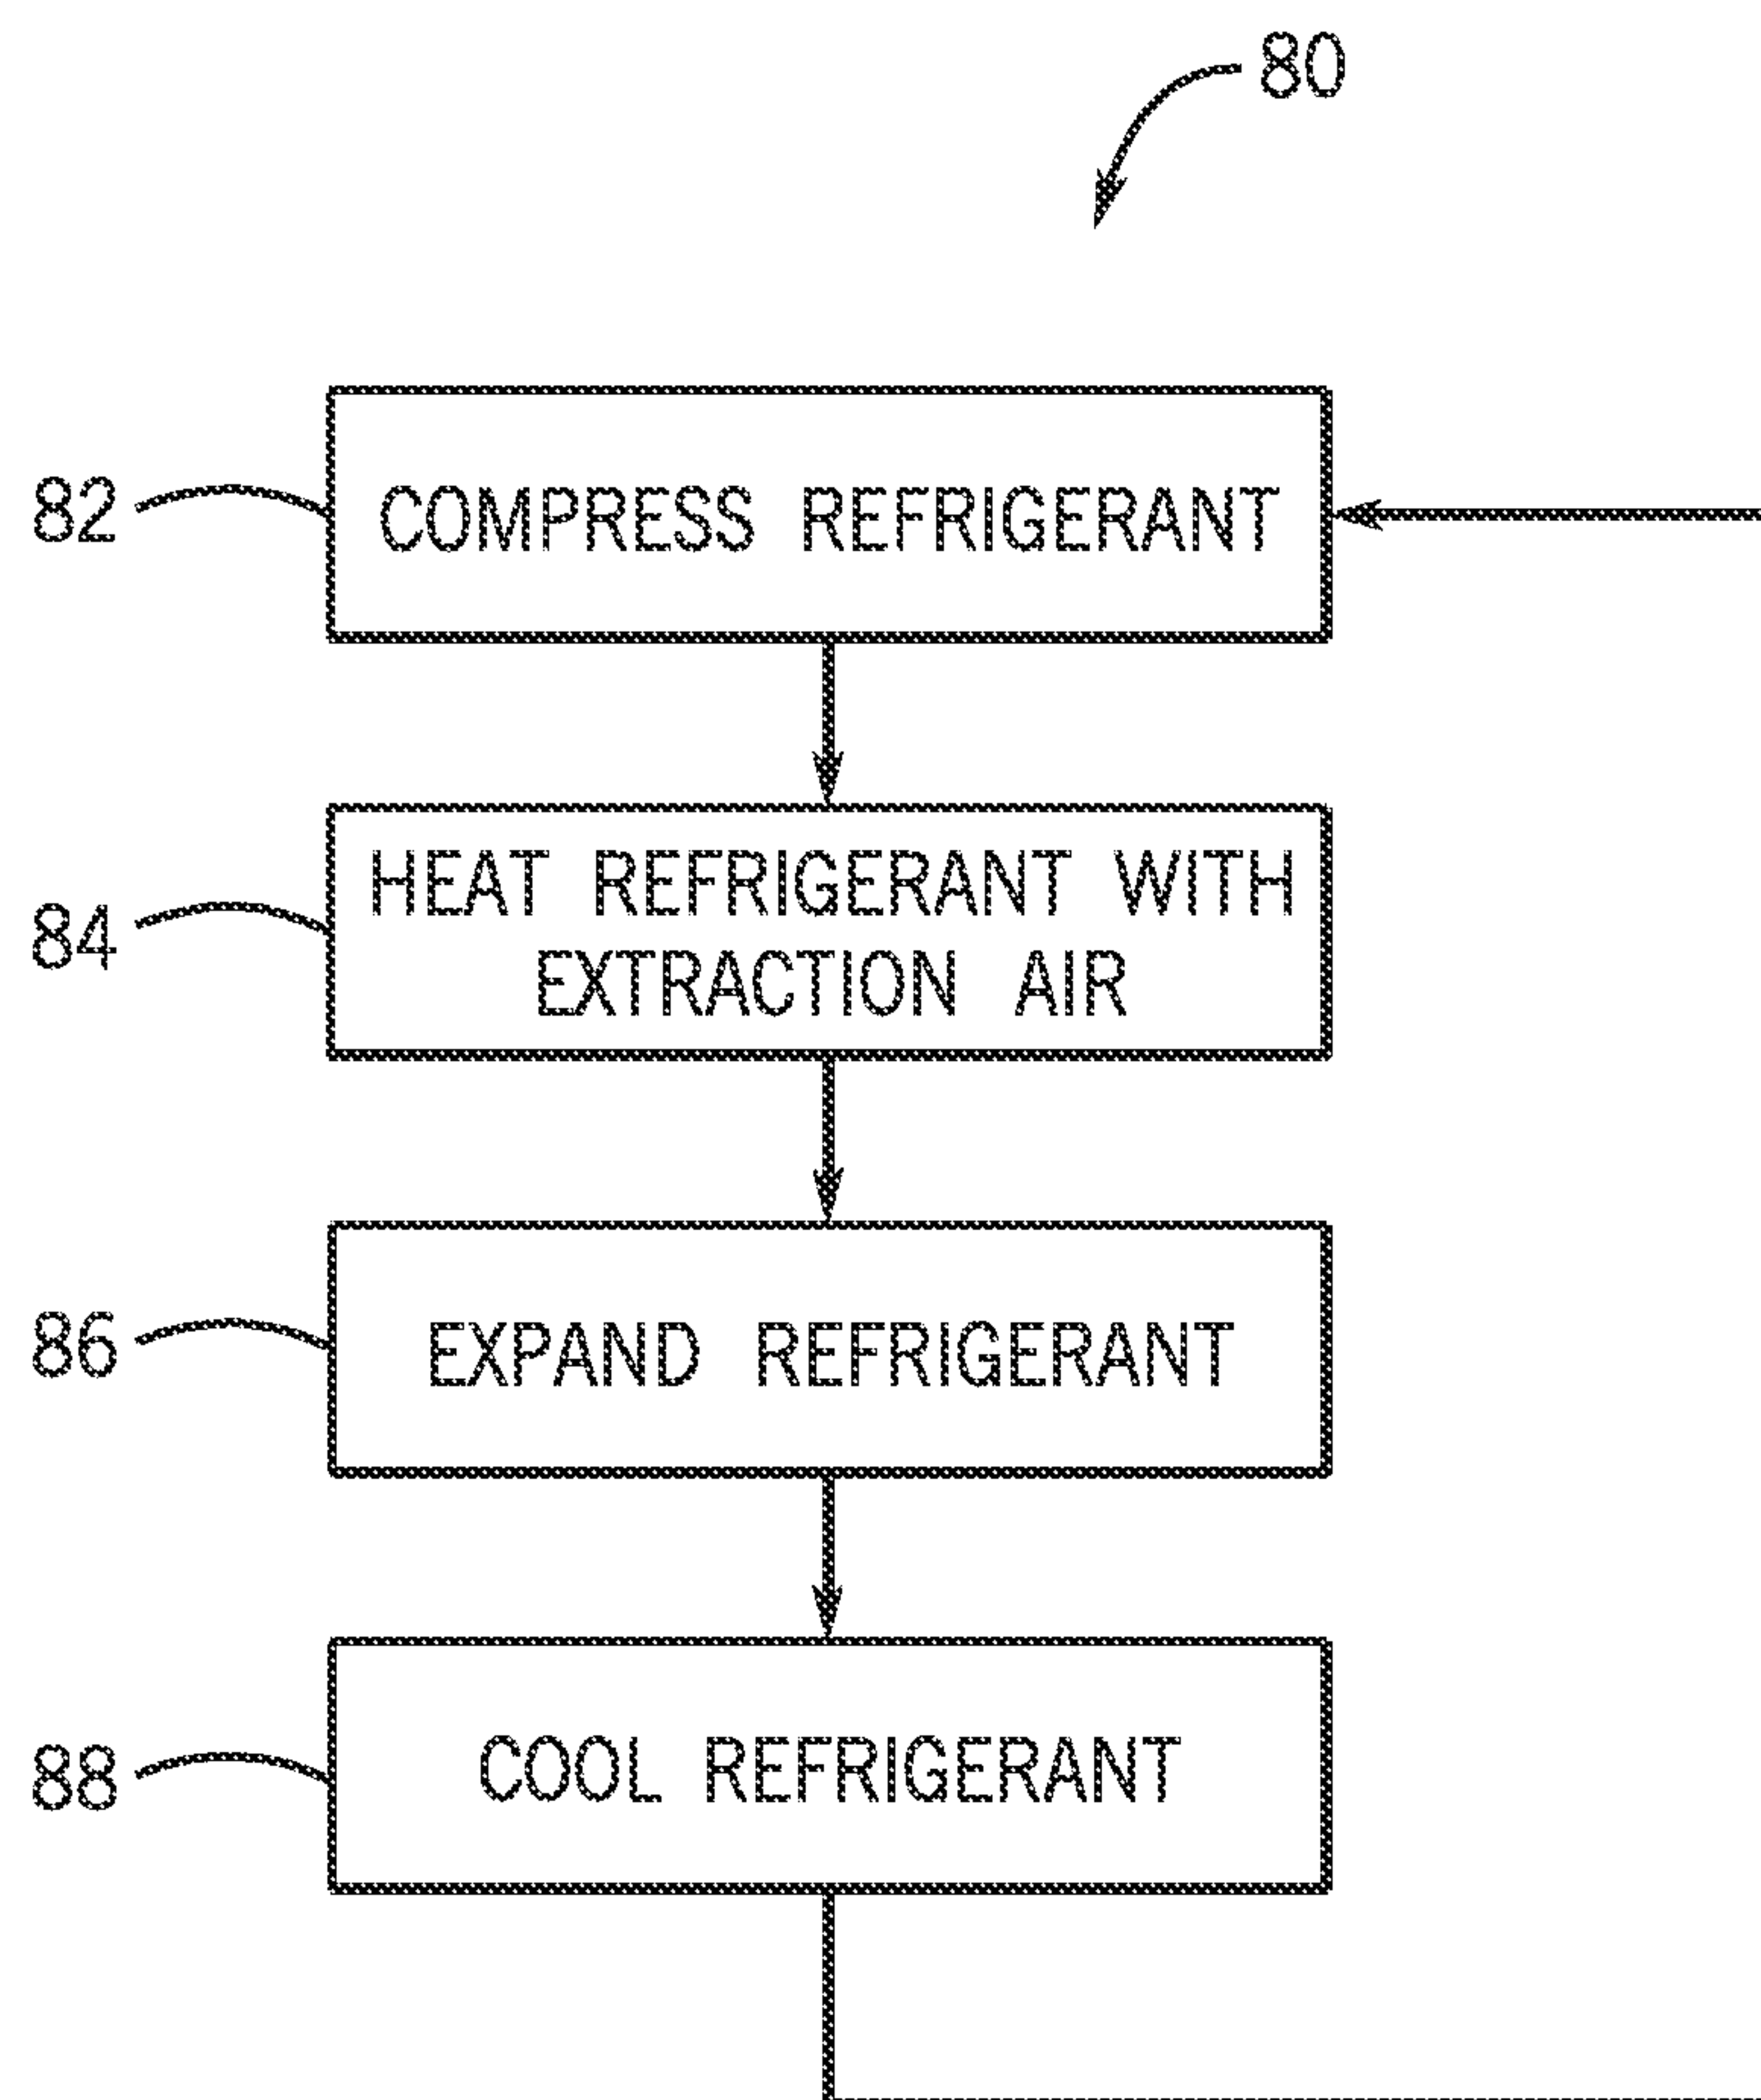 80
82
COMPRESS REFRIGERANT
84
HEAT REFRIGERANT WITH
EXTRACTION AIR
86
EXPAND REFRIGERANT
88
COOL REFRIGERANT